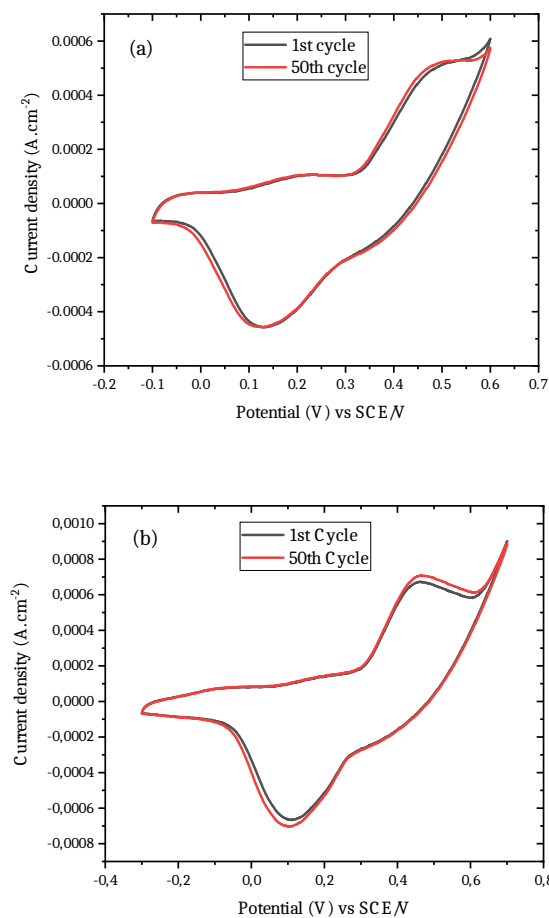 (a)
1st cycle
50th cycle
0.0006
0.0004
0.0002
0.0000
-0.0002
-0.0004
-0.0006
Current density (A.cm-2)
-0.2 -0.1 0.0 0.1 0.2 0.3 0.4 0.5 0.6 0.7
Potential (V) vs SCE/V
(b)
1st Cycle
50th Cycle
0,0010
0,0008
0,0006
0,0004
0,0002
0,0000
-0,0002
-0,0004
-0,0006
-0,0008
Current density (A.cm-2)
-0,4 -0,2 0,0 0,2 0,4 0,6 0,8
Potential (V) vs SCE/V